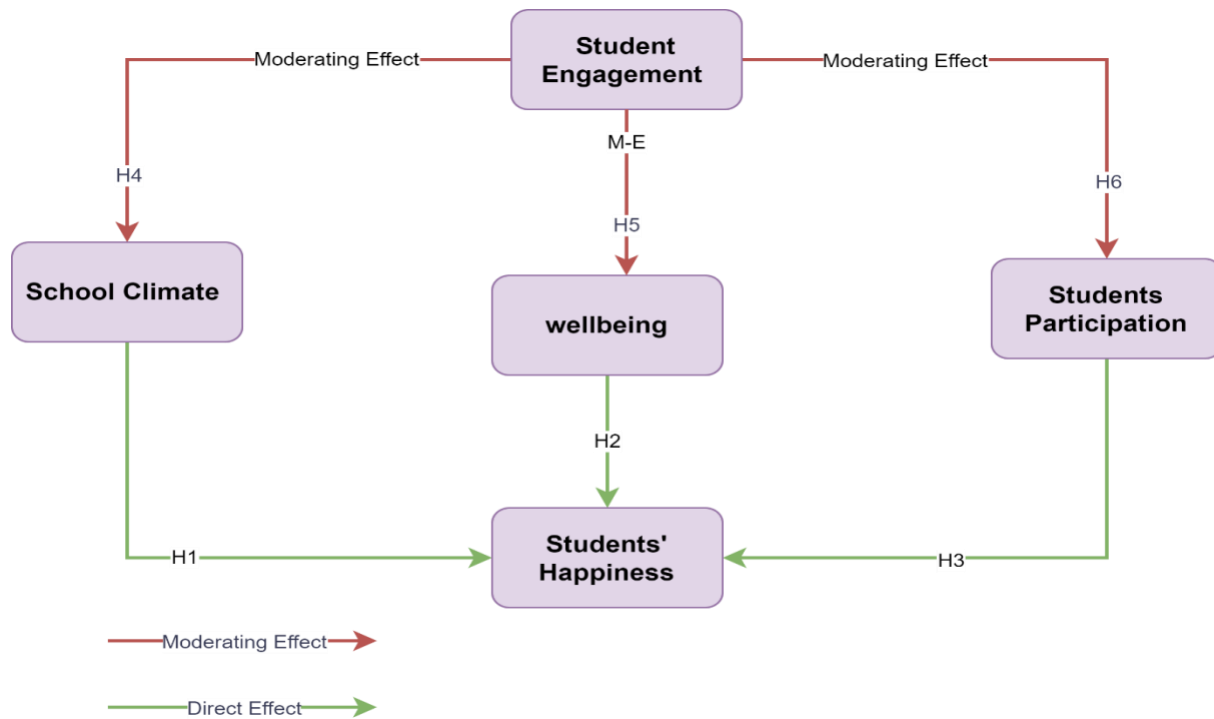 Student
Engagement
Moderating Effect
Moderating Effect
M-E
H4
H5
H6
School Climate
wellbeing
Students
Participation
H2
H1
Students'
Happiness
H3
Moderating Effect
Direct Effect